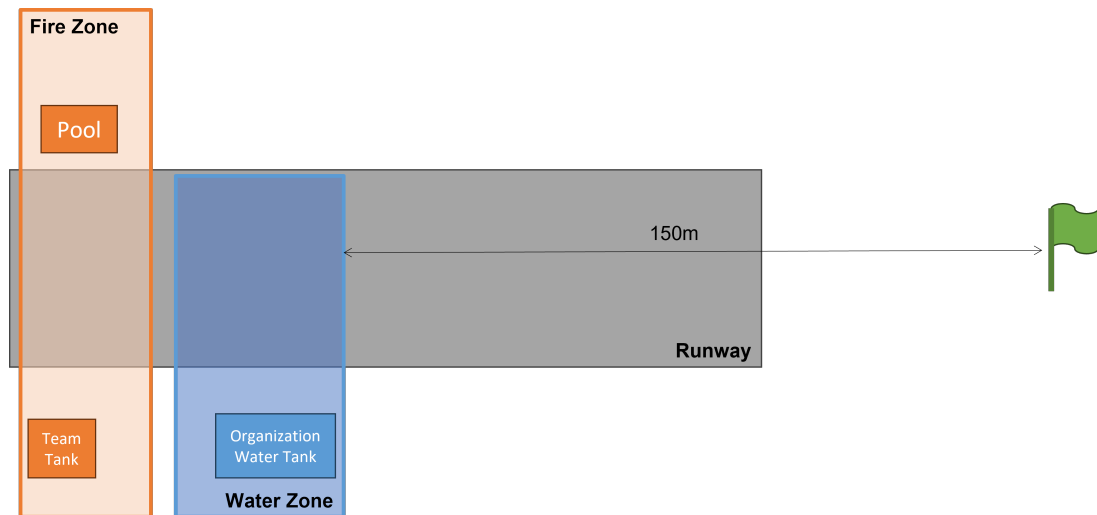 Fire Zone
Pool
150m
Runway
Team
Tank
Organization
Water Tank
Water Zone